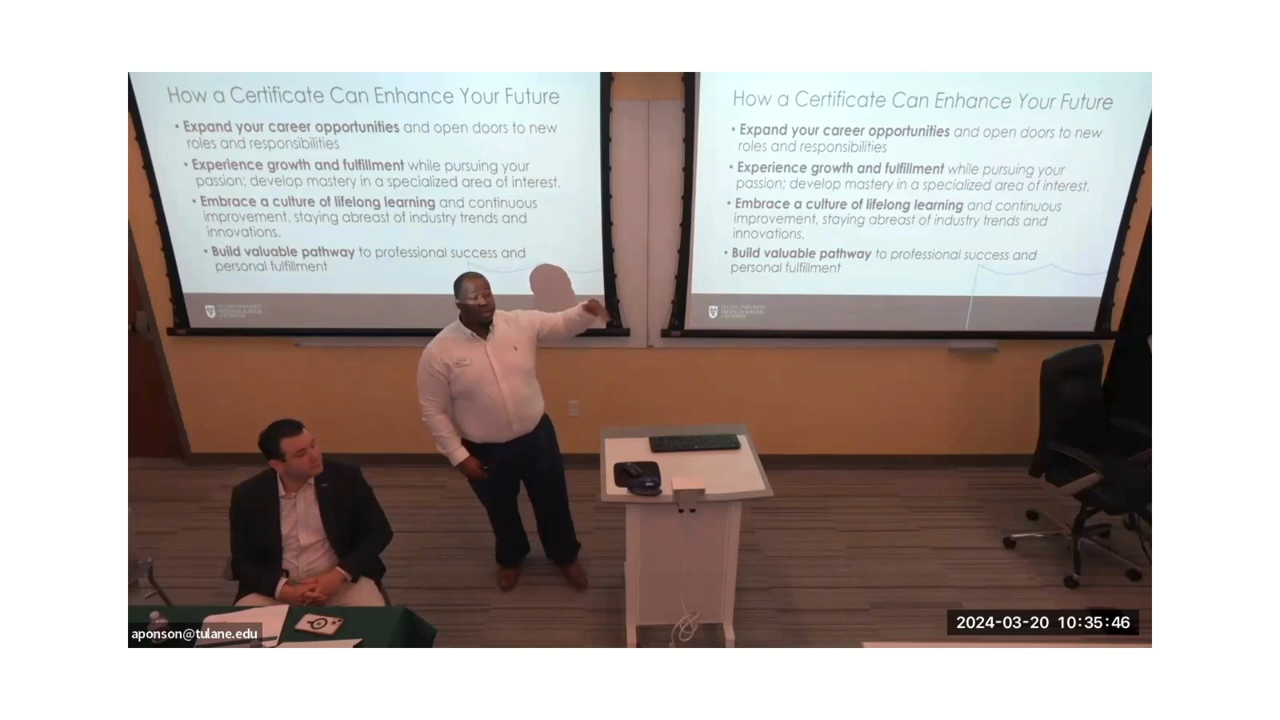 How a Certificate Can Enhance Your Future
• Expand your career opportunities and open doors to new
roles and responsibilities
• Experience growth and fulfillment while pursuing your
passion; develop mastery in a specialized area of interest.
• Embrace a culture of lifelong learning and continuous
improvement, staying abreast of industry trends and
innovations.
• Build valuable pathway to professional success and
personal fulfillment
How a Certificate Can Enhance Your Future
• Expand your career opportunities and open doors to new
roles and responsibilities
• Experience growth and fulfillment while pursuing your
passion; develop mastery in a specialized area of interest.
• Embrace a culture of lifelong learning and continuous
improvement, staying abreast of industry trends and
innovations.
• Build valuable pathway to professional success and
personal fulfillment
aponson@tulane.edu
2024-03-20 10:35:46